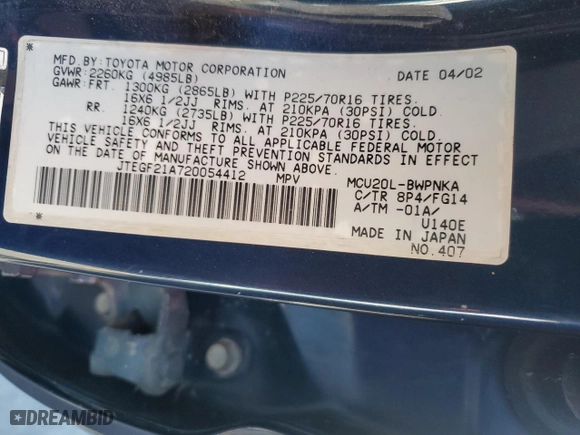 MFD.BY:TOYOTA MOTOR CORPORATION DATE 04/02
GVWR:2260KG (4985LB)
GAWR:FRT. 1300KG (2865LB) WITH P225/70R16 TIRES.
16X6 1/2JJ RIMS. AT 210KPA (30PSI) COLD.
RR. 1240KG (2735LB) WITH P225/70R16 TIRES.
16X6 1/2JJ RIMS. AT 210KPA (30PSI) COLD.
THIS VEHICLE CONFORMS TO ALL APPLICABLE FEDERAL MOTOR
VEHICLE SAFETY AND THEFT PREVENTION STANDARDS IN EFFECT
ON THE DATE OF MANUFACTURE SHOWN ABOVE.
JTEGF21A720054412 MPV
MCU20L-BWPNKA
C/TR 8P4/FG14
A/TM -01A/
U140E
MADE IN JAPAN
NO.407
DREAMBID